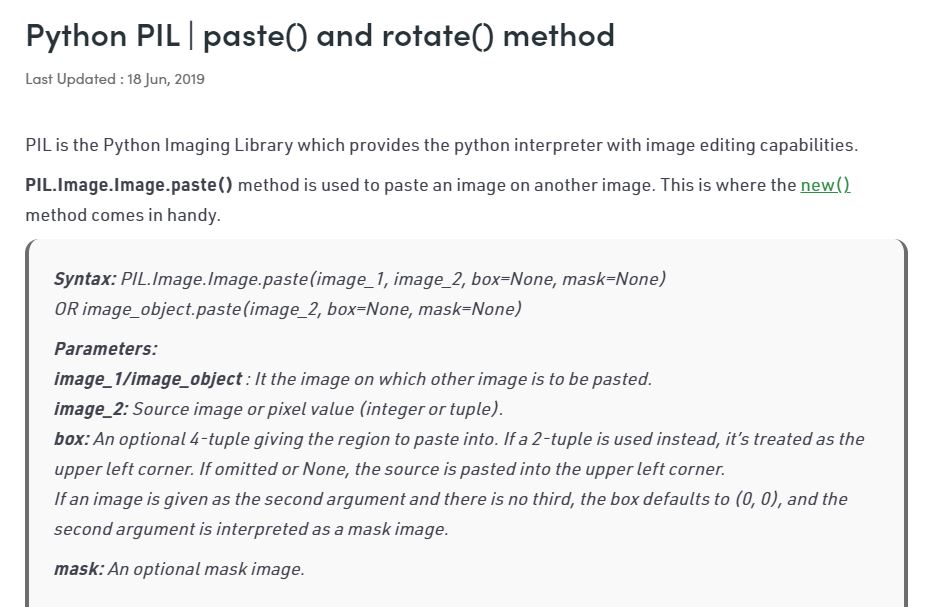 Python PIL | paste() and rotate() method
Last Updated : 18 Jun, 2019
PIL is the Python Imaging Library which provides the python interpreter with image editing capabilities.
PIL.Image.Image.paste() method is used to paste an image on another image. This is where the new()
method comes in handy.
Syntax: PIL.Image.Image.paste(image_1, image_2, box=None, mask=None)
OR image_object.paste(image_2, box=None, mask=None)
Parameters:
image_1/image_object : It the image on which other image is to be pasted.
image_2: Source image or pixel value (integer or tuple).
box: An optional 4-tuple giving the region to paste into. If a 2-tuple is used instead, it’s treated as the
upper left corner. If omitted or None, the source is pasted into the upper left corner.
If an image is given as the second argument and there is no third, the box defaults to (0, 0), and the
second argument is interpreted as a mask image.
mask: An optional mask image.